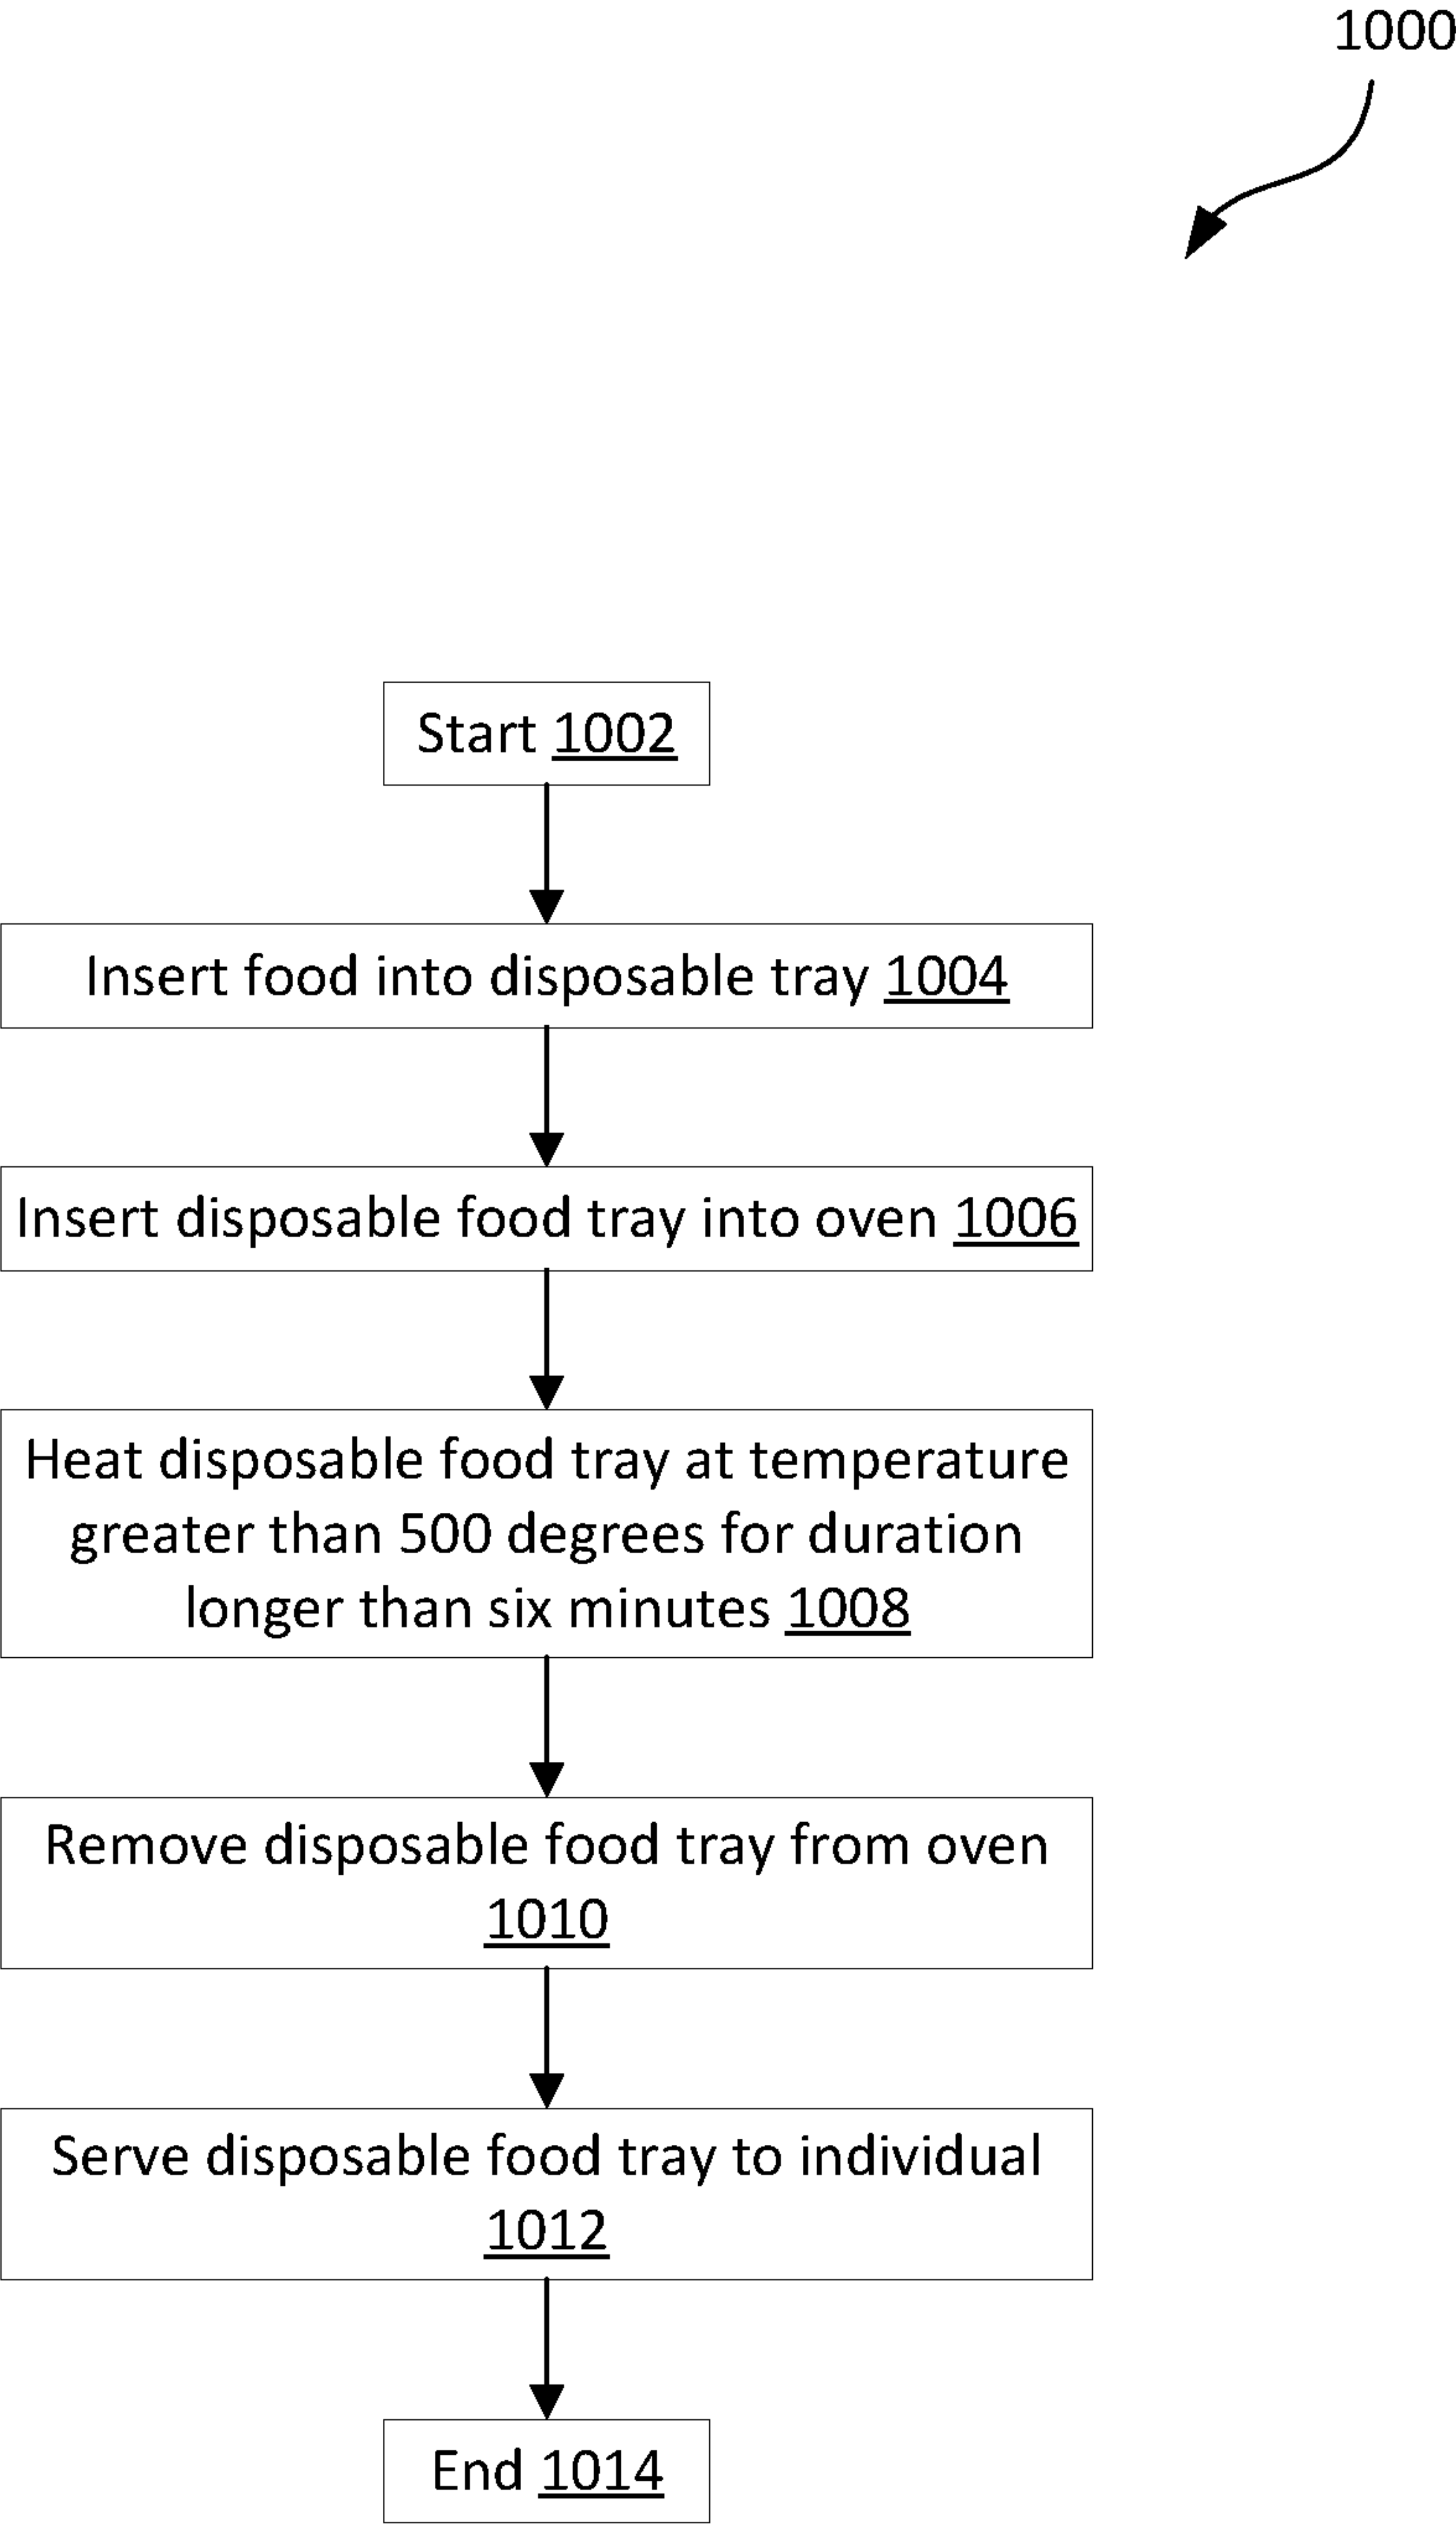 1000
Start 1002
Insert food into disposable tray 1004
Insert disposable food tray into oven 1006
Heat disposable food tray at temperature
greater than 500 degrees for duration
longer than six minutes 1008
Remove disposable food tray from oven
1010
Serve disposable food tray to individual
1012
End 1014